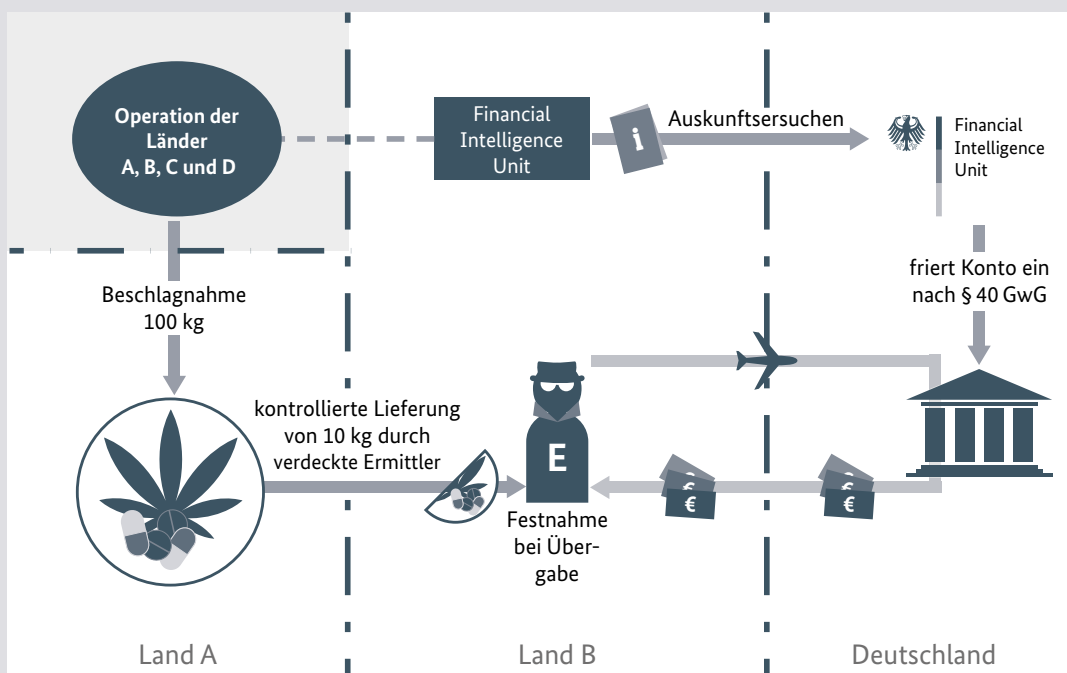 Operation der
Länder
A, B, C und D
Financial
Intelligence
Unit
i
Auskunftsersuchen
Financial
Intelligence
Unit
Beschlagnahme
100 kg
friert Konto ein
nach § 40 GwG
kontrollierte Lieferung
von 10 kg durch
verdeckte Ermittler
E
€
€
€
€
Festnahme
bei Über-
gabe
Land A
Land B
Deutschland